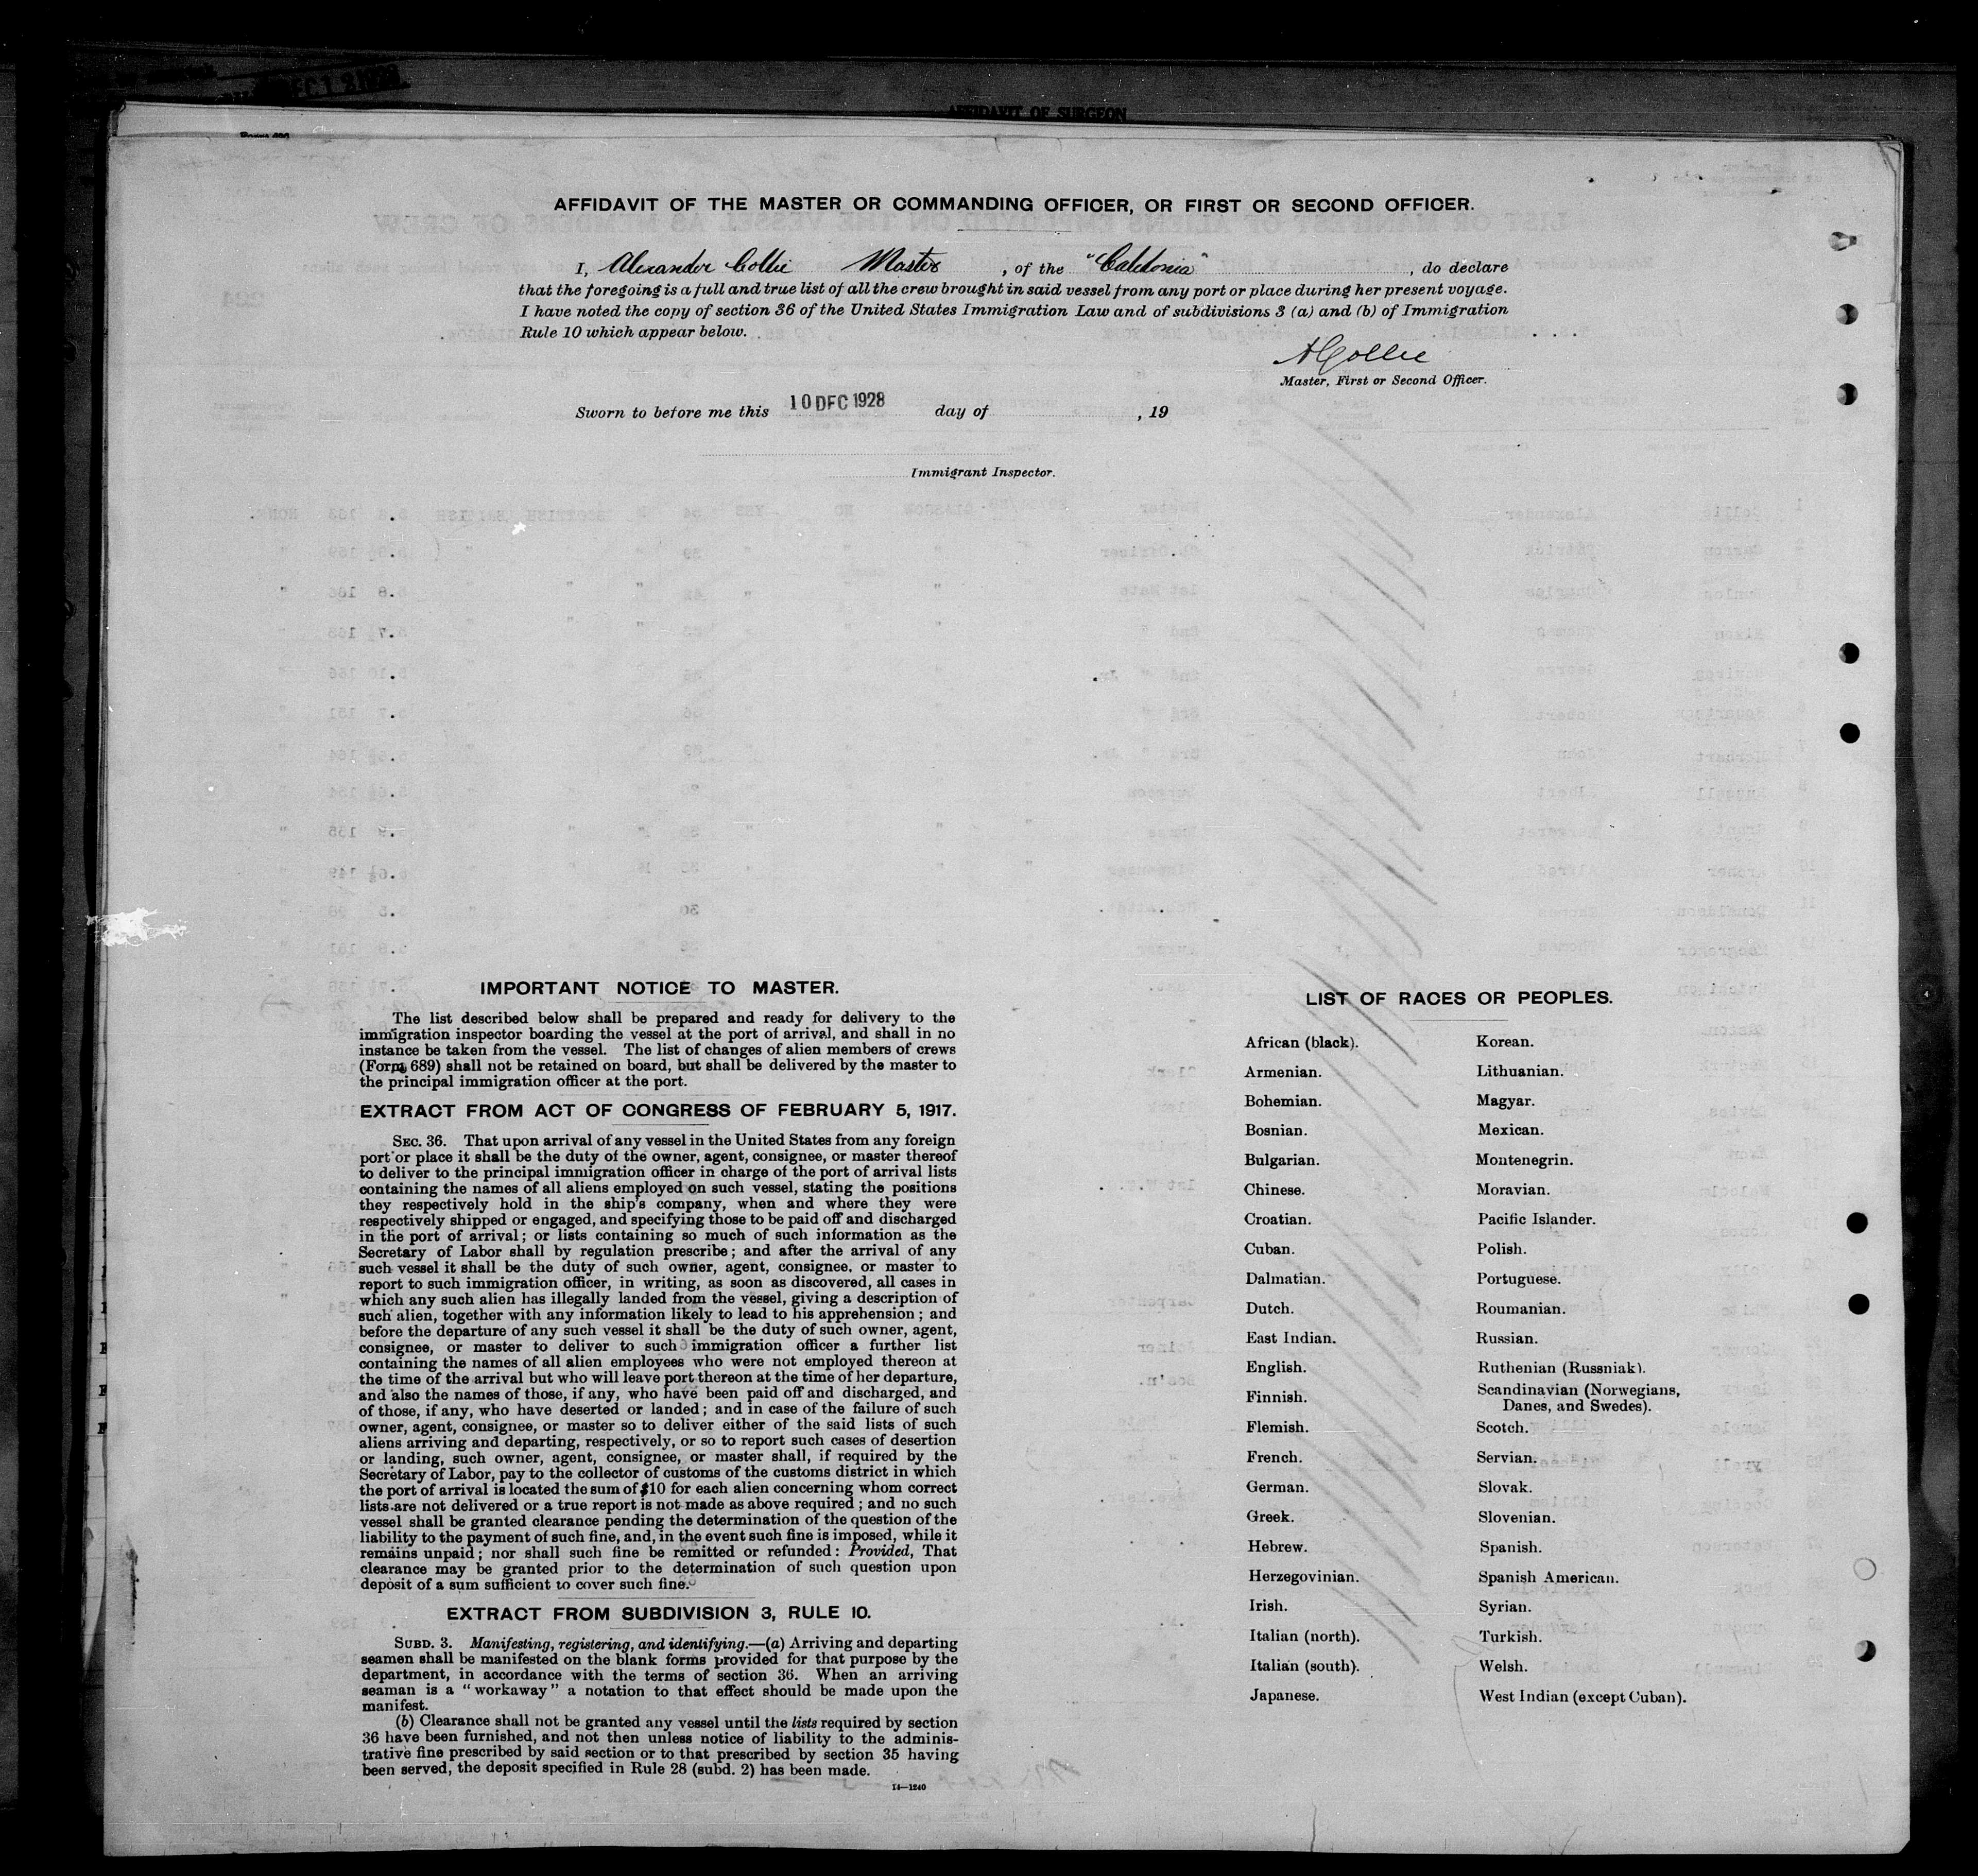 AFFIDAVIT OF SURGEON
AFFIDAVIT OF THE MASTER OR COMMANDING OFFICER, OR FIRST OR SECOND OFFICER.
I, Alexander Collie Master, of the "Caledonia", do declare
that the foregoing is a full and true list of all the crew brought in said vessel from any port or place during her present voyage.
I have noted the copy of section 36 of the United States Immigration Law and of subdivisions 3 (a) and (b) of Immigration
Rule 10 which appear below.
A Collie
Master, First or Second Officer.
Sworn to before me this 10 DEC 1928 day of , 19
Immigrant Inspector.
IMPORTANT NOTICE TO MASTER.
The list described below shall be prepared and ready for delivery to the
immigration inspector boarding the vessel at the port of arrival, and shall in no
instance be taken from the vessel. The list of changes of alien members of crews
(Form 689) shall not be retained on board, but shall be delivered by the master to
the principal immigration officer at the port.
EXTRACT FROM ACT OF CONGRESS OF FEBRUARY 5, 1917.
SEC. 36. That upon arrival of any vessel in the United States from any foreign
port or place it shall be the duty of the owner, agent, consignee, or master thereof
to deliver to the principal immigration officer in charge of the port of arrival lists
containing the names of all aliens employed on such vessel, stating the positions
they respectively hold in the ship's company, when and where they were
respectively shipped or engaged, and specifying those to be paid off and discharged
in the port of arrival; or lists containing so much of such information as the
Secretary of Labor shall by regulation prescribe; and after the arrival of any
such vessel it shall be the duty of such owner, agent, consignee, or master to
report to such immigration officer, in writing, as soon as discovered, all cases in
which any such alien has illegally landed from the vessel, giving a description of
such alien, together with any information likely to lead to his apprehension; and
before the departure of any such vessel it shall be the duty of such owner, agent,
consignee, or master to deliver to such immigration officer a further list
containing the names of all alien employees who were not employed thereon at
the time of the arrival but who will leave port thereon at the time of her departure,
and also the names of those, if any, who have been paid off and discharged, and
of those, if any, who have deserted or landed; and in case of the failure of such
owner, agent, consignee, or master so to deliver either of the said lists of such
aliens arriving and departing, respectively, or so to report such cases of desertion
or landing, such owner, agent, consignee, or master shall, if required by the
Secretary of Labor, pay to the collector of customs of the customs district in which
the port of arrival is located the sum of $10 for each alien concerning whom correct
lists are not delivered or a true report is not made as above required; and no such
vessel shall be granted clearance pending the determination of the question of the
liability to the payment of such fine, and, in the event such fine is imposed, while it
remains unpaid; nor shall such fine be remitted or refunded: Provided, That
clearance may be granted prior to the determination of such question upon
deposit of a sum sufficient to cover such fine.
EXTRACT FROM SUBDIVISION 3, RULE 10.
SUBD. 3. Manifesting, registering, and identifying.—(a) Arriving and departing
seamen shall be manifested on the blank forms provided for that purpose by the
department, in accordance with the terms of section 36. When an arriving
seaman is a "workaway" a notation to that effect should be made upon the
manifest.
(b) Clearance shall not be granted any vessel until the lists required by section
36 have been furnished, and not then unless notice of liability to the adminis-
trative fine prescribed by said section or to that prescribed by section 35 having
been served, the deposit specified in Rule 28 (subd. 2) has been made.
14—1240
LIST OF RACES OR PEOPLES.
African (black).
Armenian.
Bohemian.
Bosnian.
Bulgarian.
Chinese.
Croatian.
Cuban.
Dalmatian.
Dutch.
East Indian.
English.
Finnish.
Flemish.
French.
German.
Greek.
Hebrew.
Herzegovinian.
Irish.
Italian (north).
Italian (south).
Japanese.
Korean.
Lithuanian.
Magyar.
Mexican.
Montenegrin.
Moravian.
Pacific Islander.
Polish.
Portuguese.
Roumanian.
Russian.
Ruthenian (Russniak).
Scandinavian (Norwegians,
Danes, and Swedes).
Scotch.
Servian.
Slovak.
Slovenian.
Spanish.
Spanish American.
Syrian.
Turkish.
Welsh.
West Indian (except Cuban).